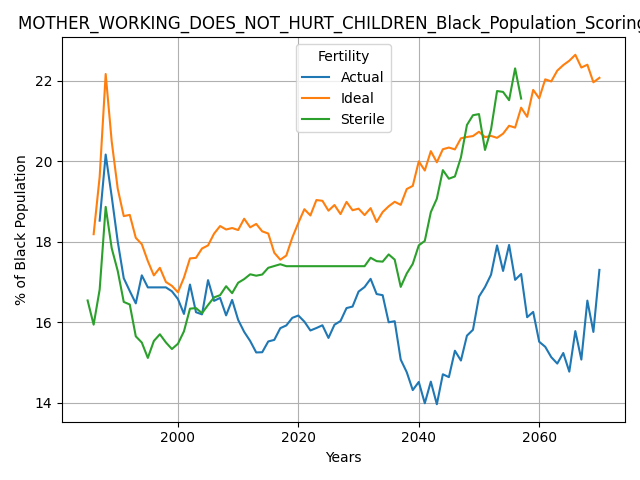 MOTHER_WORKING_DOES_NOT_HURT_CHILDREN_Black_Population_Scoring
Fertility
Actual
Ideal
Sterile
% of Black Population
22
20
18
16
14
2000 2020 2040 2060
Years